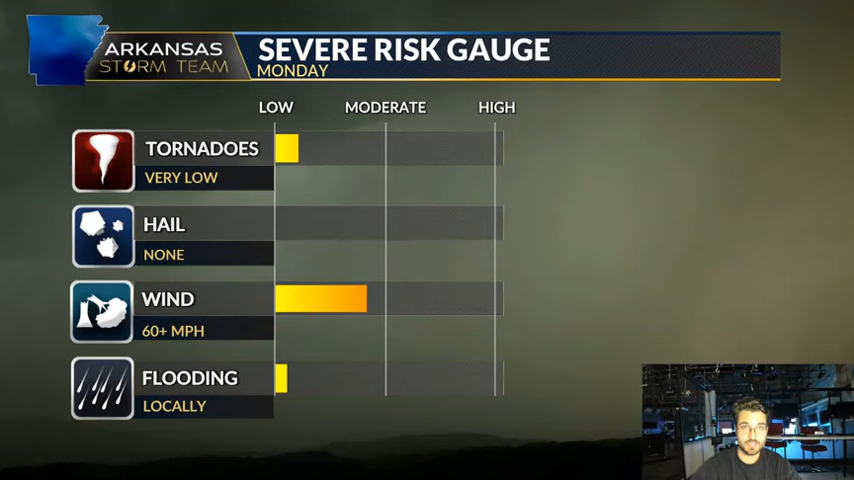 ARKANSAS
STORM TEAM
SEVERE RISK GAUGE
MONDAY
LOW MODERATE HIGH
TORNADOES
VERY LOW
HAIL
NONE
WIND
60+ MPH
FLOODING
LOCALLY